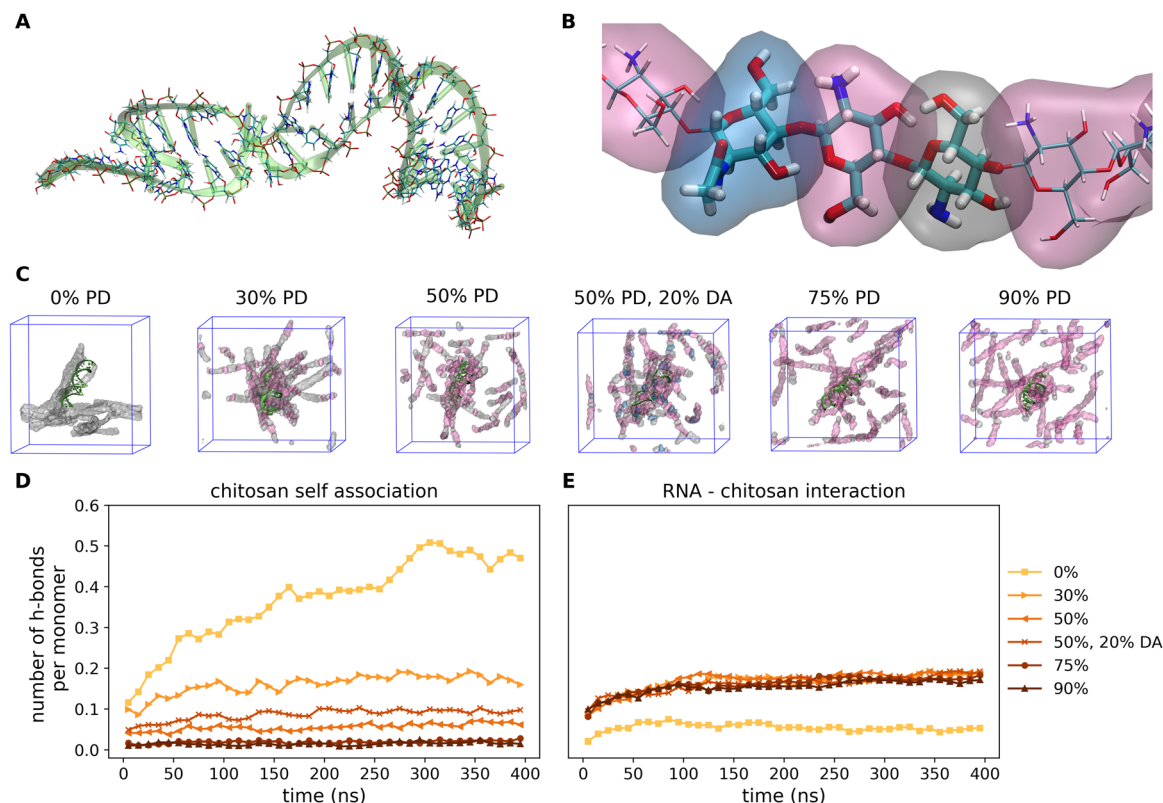 A
B
C
0% PD
30% PD
50% PD
50% PD, 20% DA
75% PD
90% PD
D
chitosan self association
number of h-bonds
per monomer
0.6
0.5
0.4
0.3
0.2
0.1
0.0
0
50
100
150
200
250
300
350
400
time (ns)
E
RNA - chitosan interaction
0
50
100
150
200
250
300
350
400
time (ns)
0%
30%
50%
50%, 20% DA
75%
90%